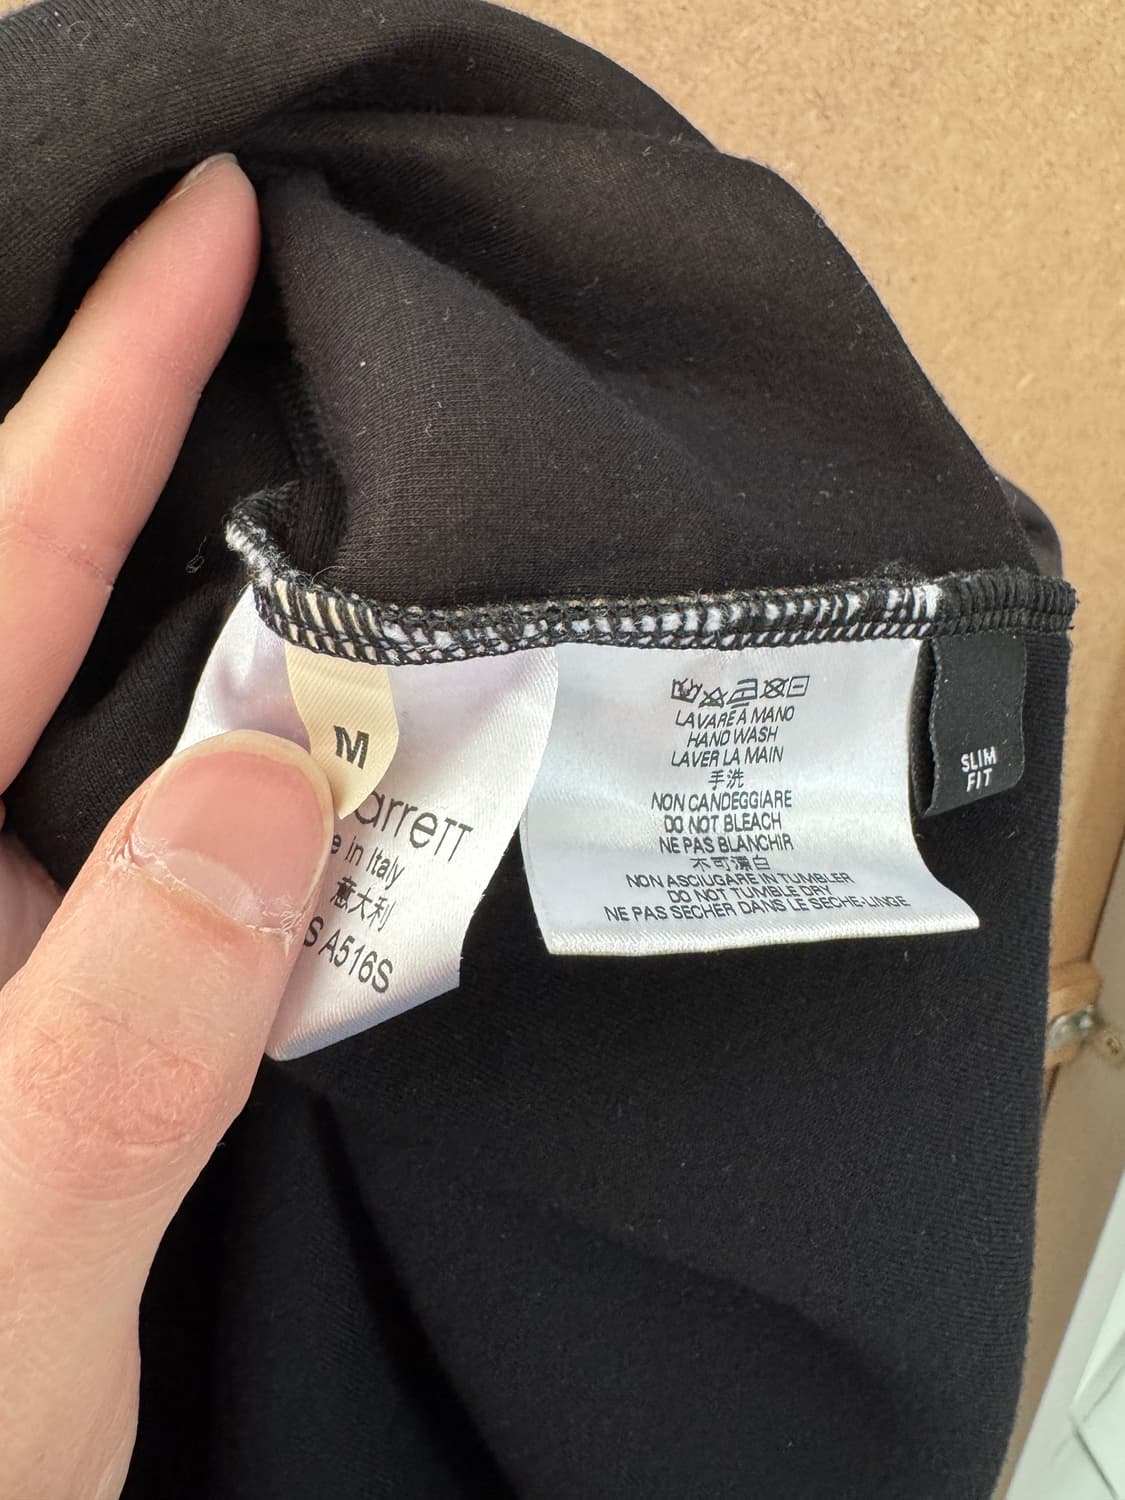 M
arreTT
e in Italy
意大利
S A516S
LAVARE A MANO
HAND WASH
LAVER LA MAIN
手洗
NON CANDEGGIARE
DO NOT BLEACH
NE PAS BLANCHIR
不可漂白
NON ASCIUGARE IN TUMBLER
DO NOT TUMBLE DRY
NE PAS SECHER DANS LE SECHE-LINGE
SLIM
FIT